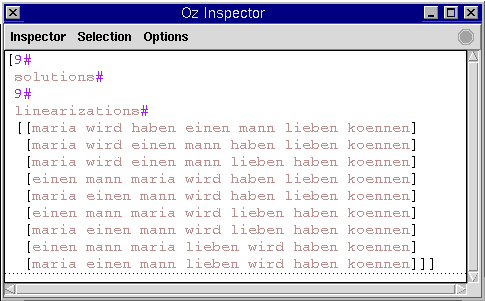 Oz Inspector
Inspector Selection Options
[9#
solutions#
9#
linearizations#
[[maria wird haben einen mann lieben koennen]
[maria wird einen mann haben lieben koennen]
[maria wird einen mann lieben haben koennen]
[einen mann maria wird haben lieben koennen]
[maria einen mann wird haben lieben koennen]
[einen mann maria wird lieben haben koennen]
[maria einen mann wird lieben haben koennen]
[einen mann maria lieben wird haben koennen]
[maria einen mann lieben wird haben koennen]]]